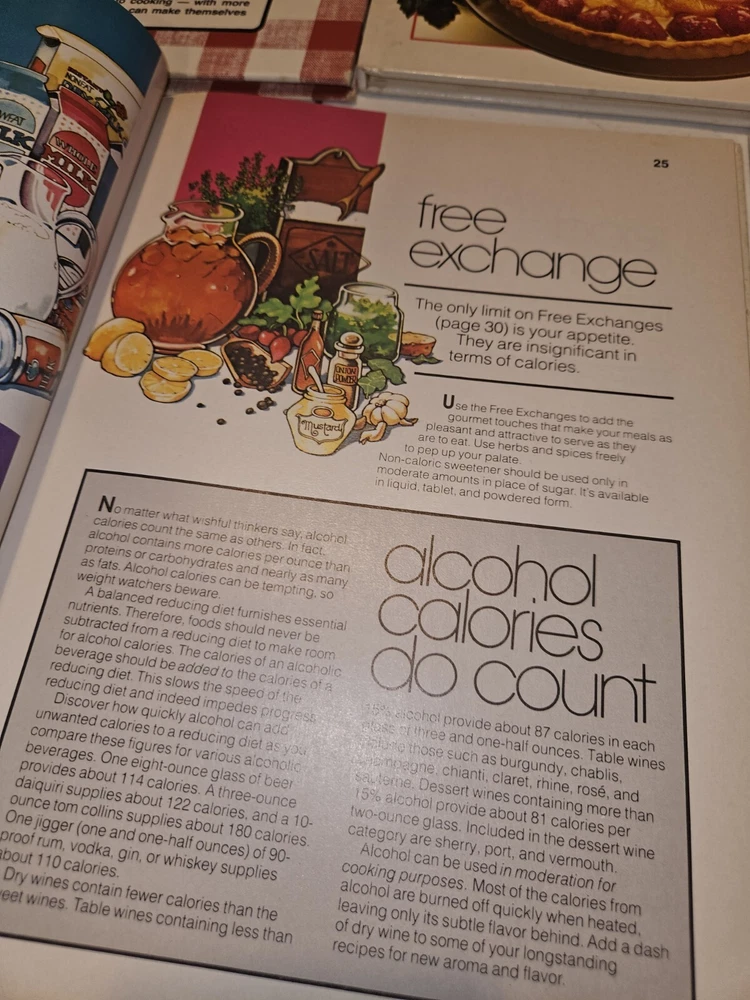 to cooking — with more
can make themselves
NONFAT
MILK
WHOLE
MILK
25
SALT
ONION
POWDER
Mustard
free
exchange
The only limit on Free Exchanges
(page 30) is your appetite.
They are insignificant in
terms of calories.
Use the Free Exchanges to add the
gourmet touches that make your meals as
pleasant and attractive to serve as they
are to eat. Use herbs and spices freely
to pep up your palate.
Non-caloric sweetener should be used only in
moderate amounts in place of sugar. It's available
in liquid, tablet, and powdered form.
No matter what wishful thinkers say, alcohol
calories count the same as others. In fact,
alcohol contains more calories per ounce than
proteins or carbohydrates and nearly as many
as fats. Alcohol calories can be tempting, so
weight watchers beware.
A balanced reducing diet furnishes essential
nutrients. Therefore, foods should never be
subtracted from a reducing diet to make room
for alcohol calories. The calories of an alcoholic
beverage should be added to the calories of a
reducing diet. This slows the speed of the
reducing diet and indeed impedes progress.
Discover how quickly alcohol can add
unwanted calories to a reducing diet as you
compare these figures for various alcoholic
beverages. One eight-ounce glass of beer
provides about 114 calories. A three-ounce
daiquiri supplies about 122 calories, and a 10-
ounce tom collins supplies about 180 calories.
One jigger (one and one-half ounces) of 90-
proof rum, vodka, gin, or whiskey supplies
about 110 calories.
Dry wines contain fewer calories than the
sweet wines. Table wines containing less than
alcohol
calories
do count
15% alcohol provide about 87 calories in each
glass of three and one-half ounces. Table wines
include those such as burgundy, chablis,
champagne, chianti, claret, rhine, rosé, and
sauterne. Dessert wines containing more than
15% alcohol provide about 81 calories per
two-ounce glass. Included in the dessert wine
category are sherry, port, and vermouth.
Alcohol can be used in moderation for
cooking purposes. Most of the calories from
alcohol are burned off quickly when heated,
leaving only its subtle flavor behind. Add a dash
of dry wine to some of your longstanding
recipes for new aroma and flavor.